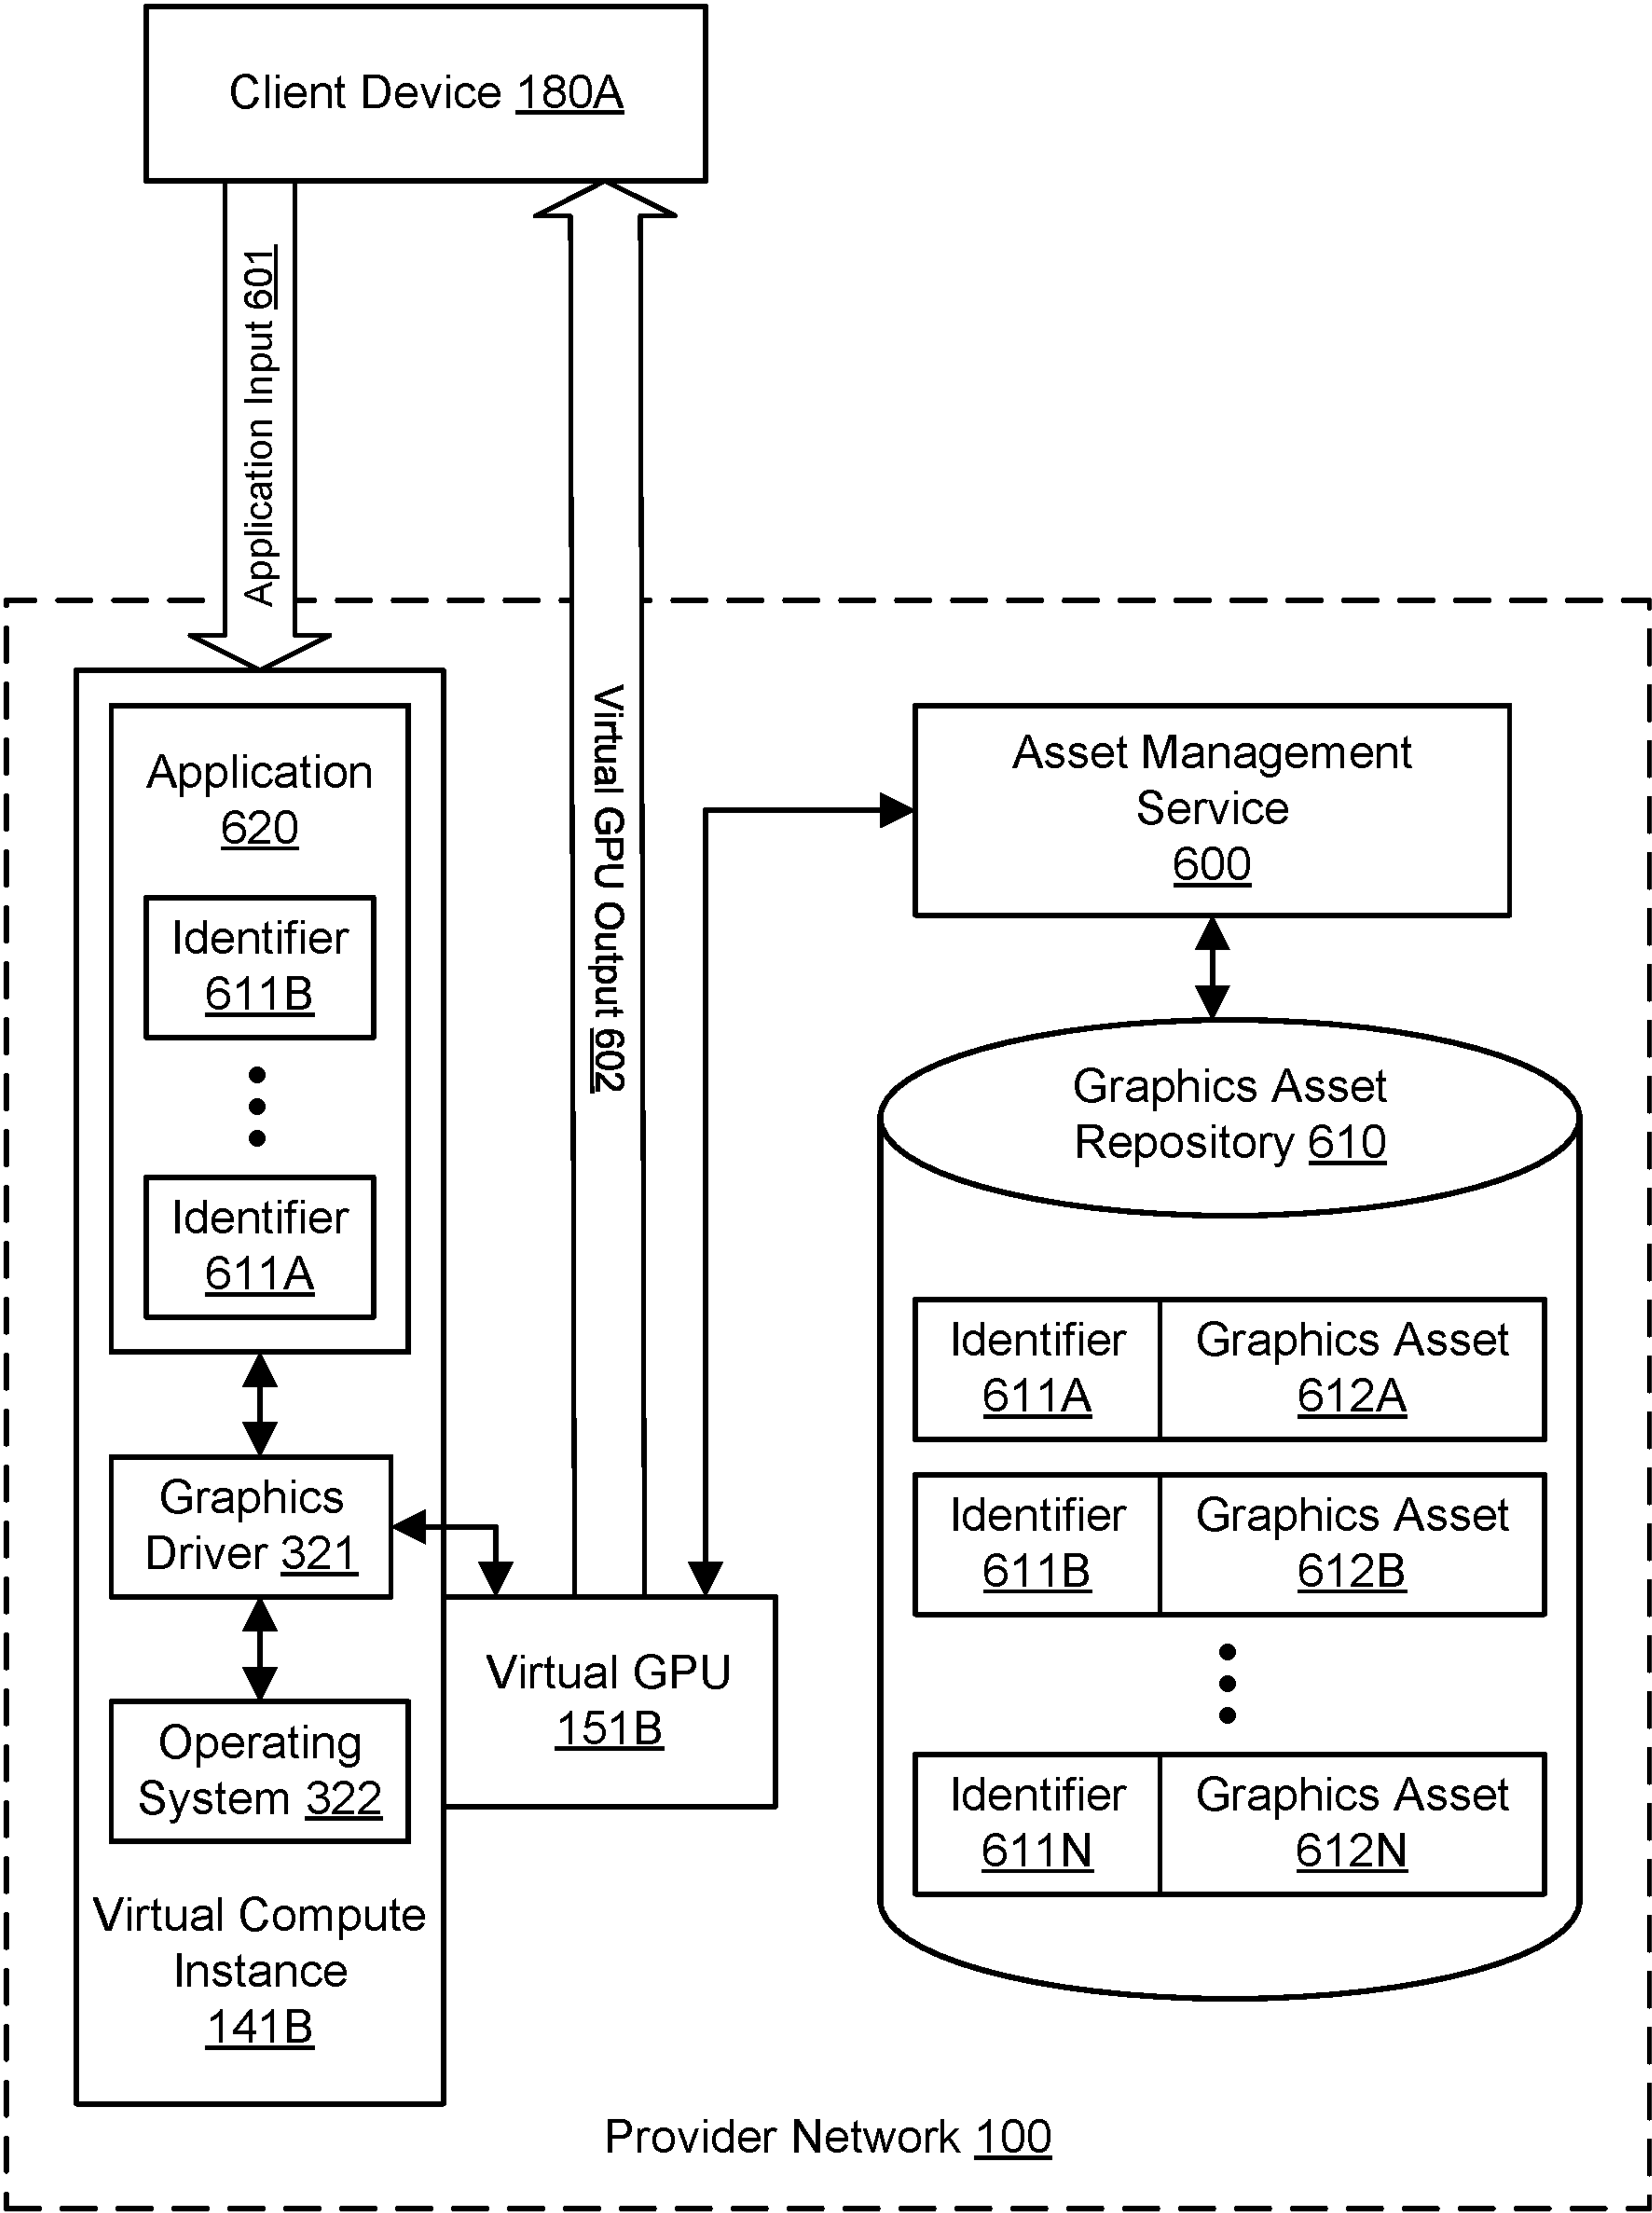 Client Device 180A
Application Input 601
Virtual GPU Output 602
Application
620
Identifier
611B
Identifier
611A
Graphics
Driver 321
Operating
System 322
Virtual Compute
Instance
141B
Virtual GPU
151B
Asset Management
Service
600
Graphics Asset
Repository 610
Identifier
611A
Graphics Asset
612A
Identifier
611B
Graphics Asset
612B
Identifier
611N
Graphics Asset
612N
Provider Network 100